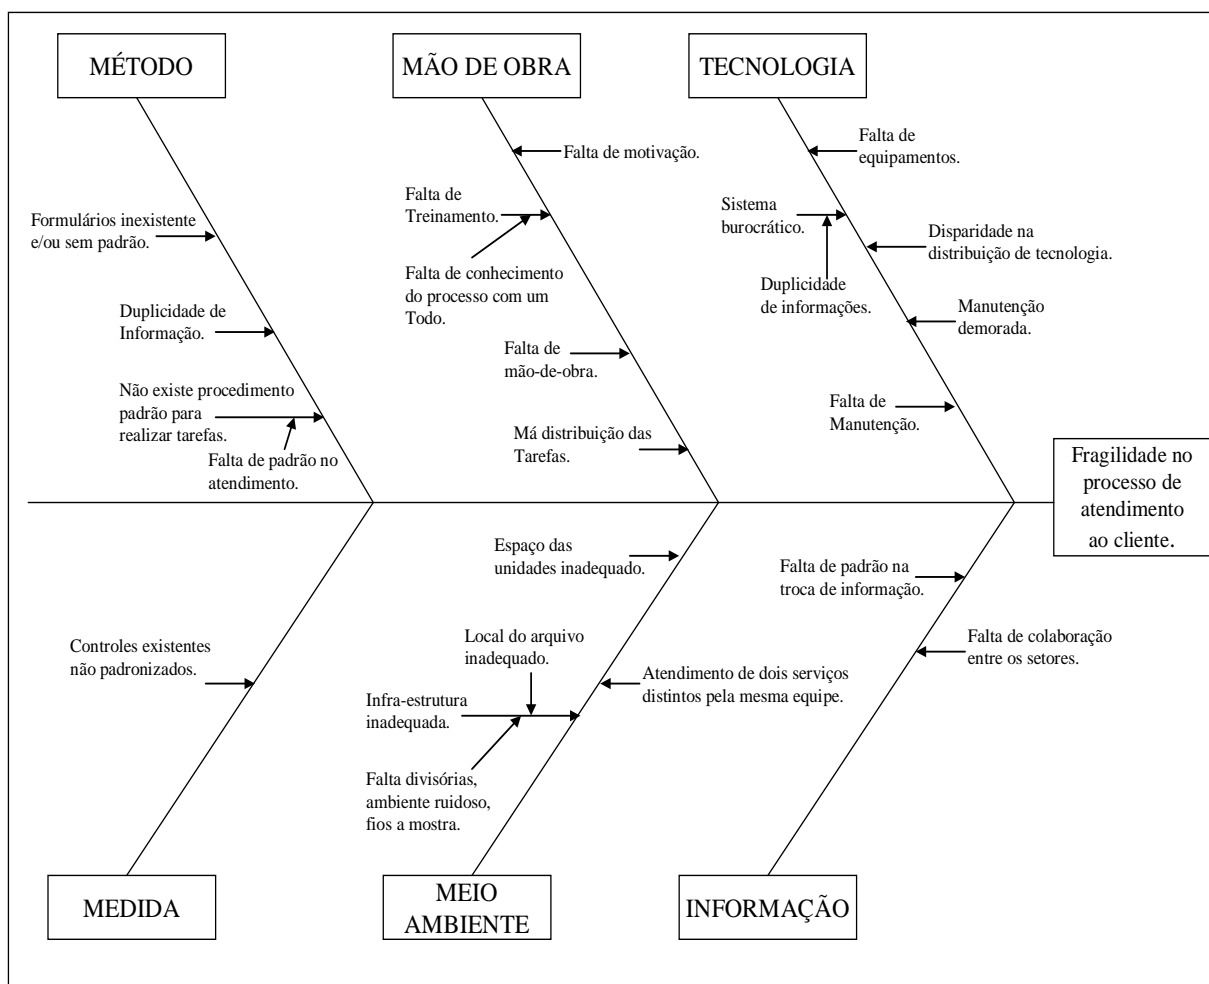 MÉTODO
MÃO DE OBRA
TECNOLOGIA
Falta de motivação.
Falta de
equipamentos.
Formulários inexistente
e/ou sem padrão.
Falta de
Treinamento.
Sistema
burocrático.
Disparidade na
distribuição de tecnologia.
Falta de conhecimento
do processo com um
Todo.
Duplicidade
de informações.
Duplicidade de
Informação.
Manutenção
demorada.
Falta de
mão-de-obra.
Não existe procedimento
padrão para
realizar tarefas.
Falta de
Manutenção.
Má distribuição das
Tarefas.
Falta de padrão no
atendimento.
Fragilidade no
processo de
atendimento
ao cliente.
Espaço das
unidades inadequado.
Falta de padrão na
troca de informação.
Controles existentes
não padronizados.
Local do arquivo
inadequado.
Falta de colaboração
entre os setores.
Atendimento de dois serviços
distintos pela mesma equipe.
Infra-estrutura
inadequada.
Falta divisórias,
ambiente ruidoso,
fios a mostra.
MEDIDA
MEIO
AMBIENTE
INFORMAÇÃO